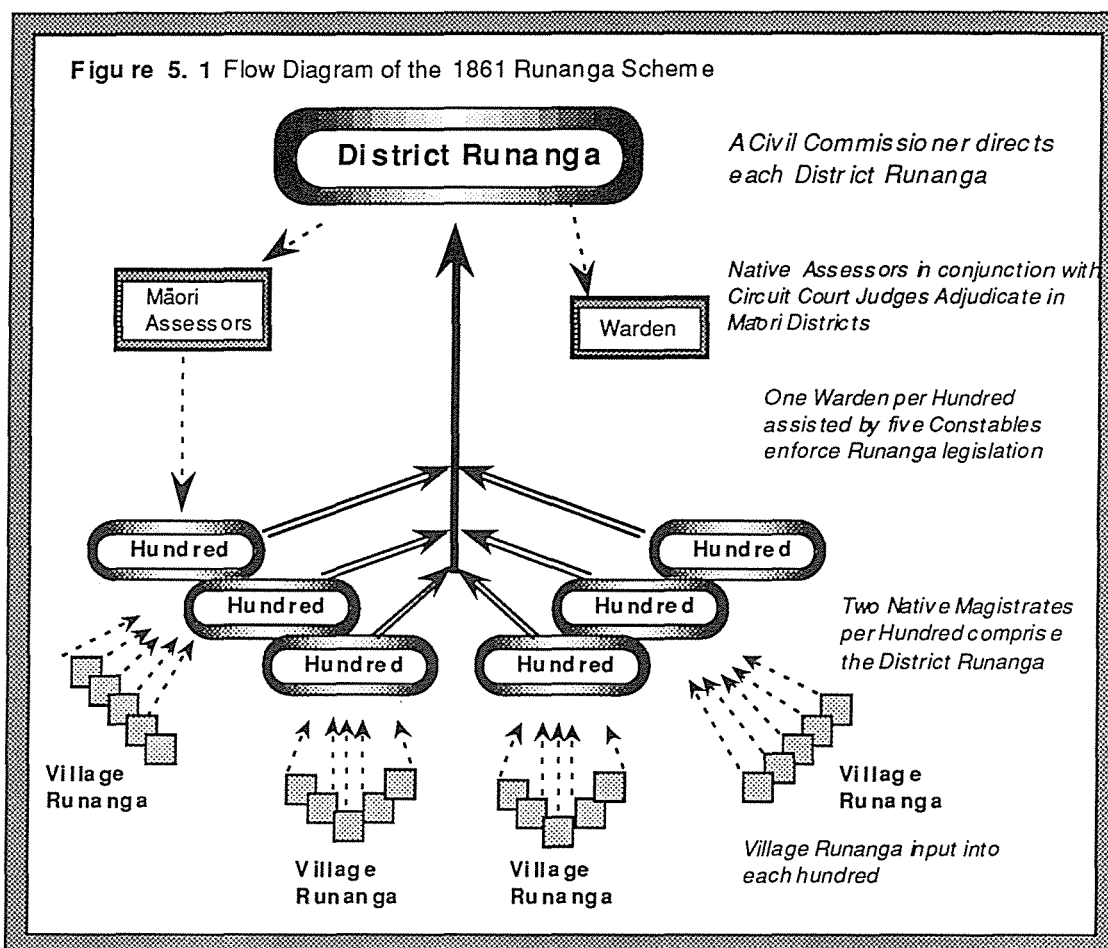 Figure 5. 1 Flow Diagram of the 1861 Runanga Scheme
District Runanga
A Civil Commissioner directs
each District Runanga
Māori
Assessors
Warden
Native Assessors in conjunction with
Circuit Court Judges Adjudicate in
Māori Districts
One Warden per Hundred
assisted by five Constables
enforce Runanga legislation
Hundred
Hundred
Hundred
Hundred
Hundred
Hundred
Two Native Magistrates
per Hundred comprise
the District Runanga
Village
Runanga
Village
Runanga
Village
Runanga
Village
Runanga
Village Runanga input into
each hundred